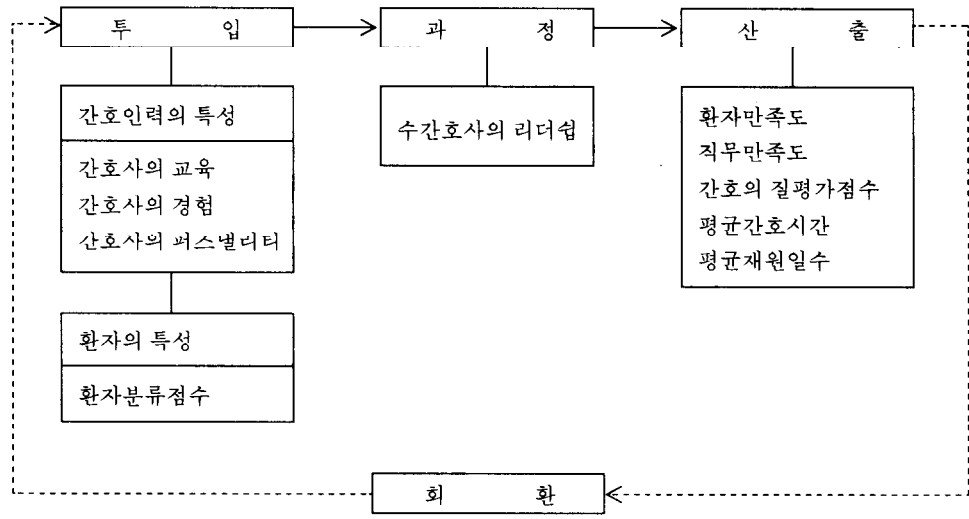 투 입
과 정
산 출
간호인력의 특성
간호사의 교육
간호사의 경험
산호사의 퍼스낼리티
환자의 특성
환자분류점수
수간호사의 리더쉽
환자만족도
직무만족도
간호의 질평가점수
평균간호시간
평균재원일수
회 환